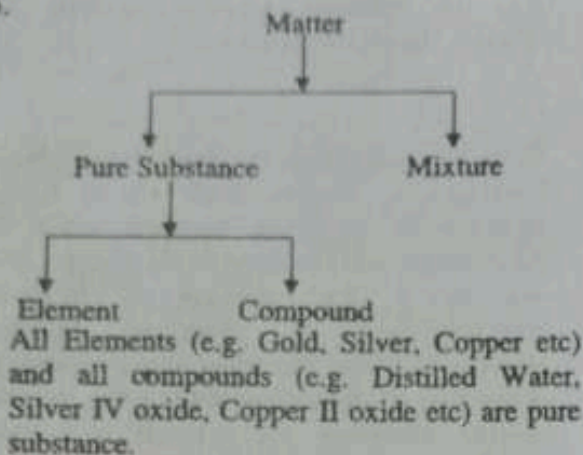 Matter
Pure Substance Mixture
Element Compound
All Elements (e.g. Gold, Silver, Copper etc)
and all compounds (e.g. Distilled Water,
Silver IV oxide, Copper II oxide etc) are pure
substance.